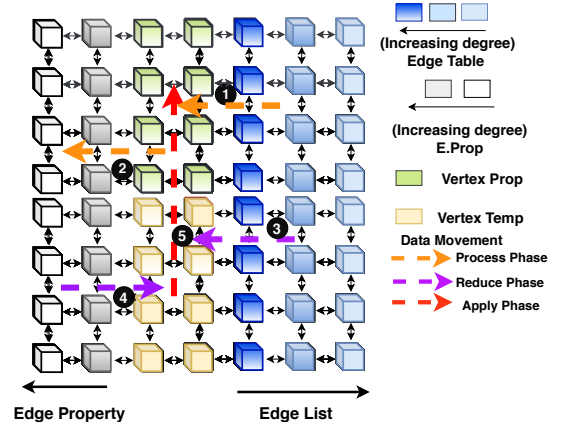 (Increasing degree)
Edge Table
(Increasing degree)
E.Prop
Vertex Prop
Vertex Temp
Data Movement
Process Phase
Reduce Phase
Apply Phase
1
2
3
5
4
Edge Property
Edge List